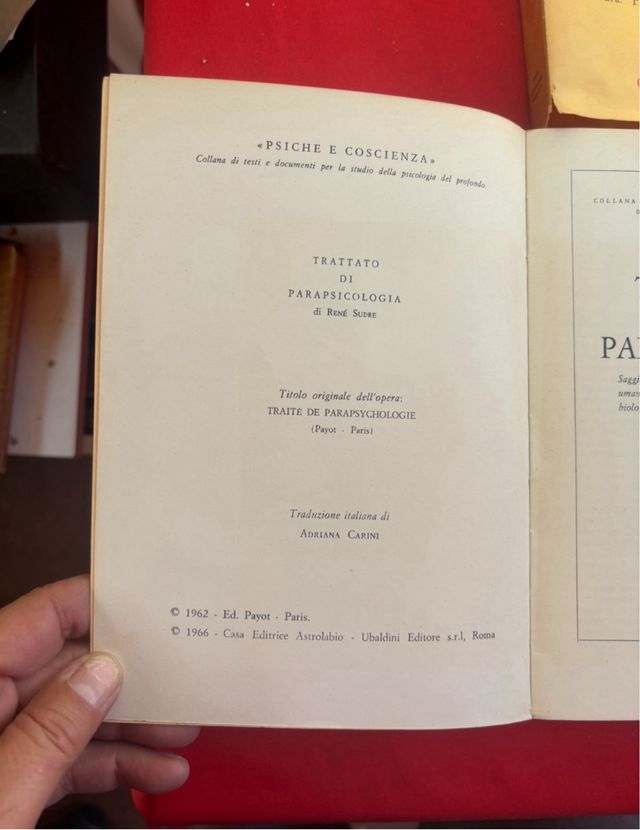 «PSICHE E COSCIENZA»
Collana di testi e documenti per la studio della psicologia del profondo.
TRATTATO
DI
PARAPSICOLOGIA
di RENÉ SUDRE
Titolo originale dell'opera:
TRAITÉ DE PARAPSYCHOLOGIE
(Payot - Paris)
Traduzione italiana di
ADRIANA CARINI
© 1962 - Ed. Payot - Paris.
© 1966 - Casa Editrice Astrolabio - Ubaldini Editore s.r.l, Roma
COLLANA
D
PA
Saggi
uman
biolo